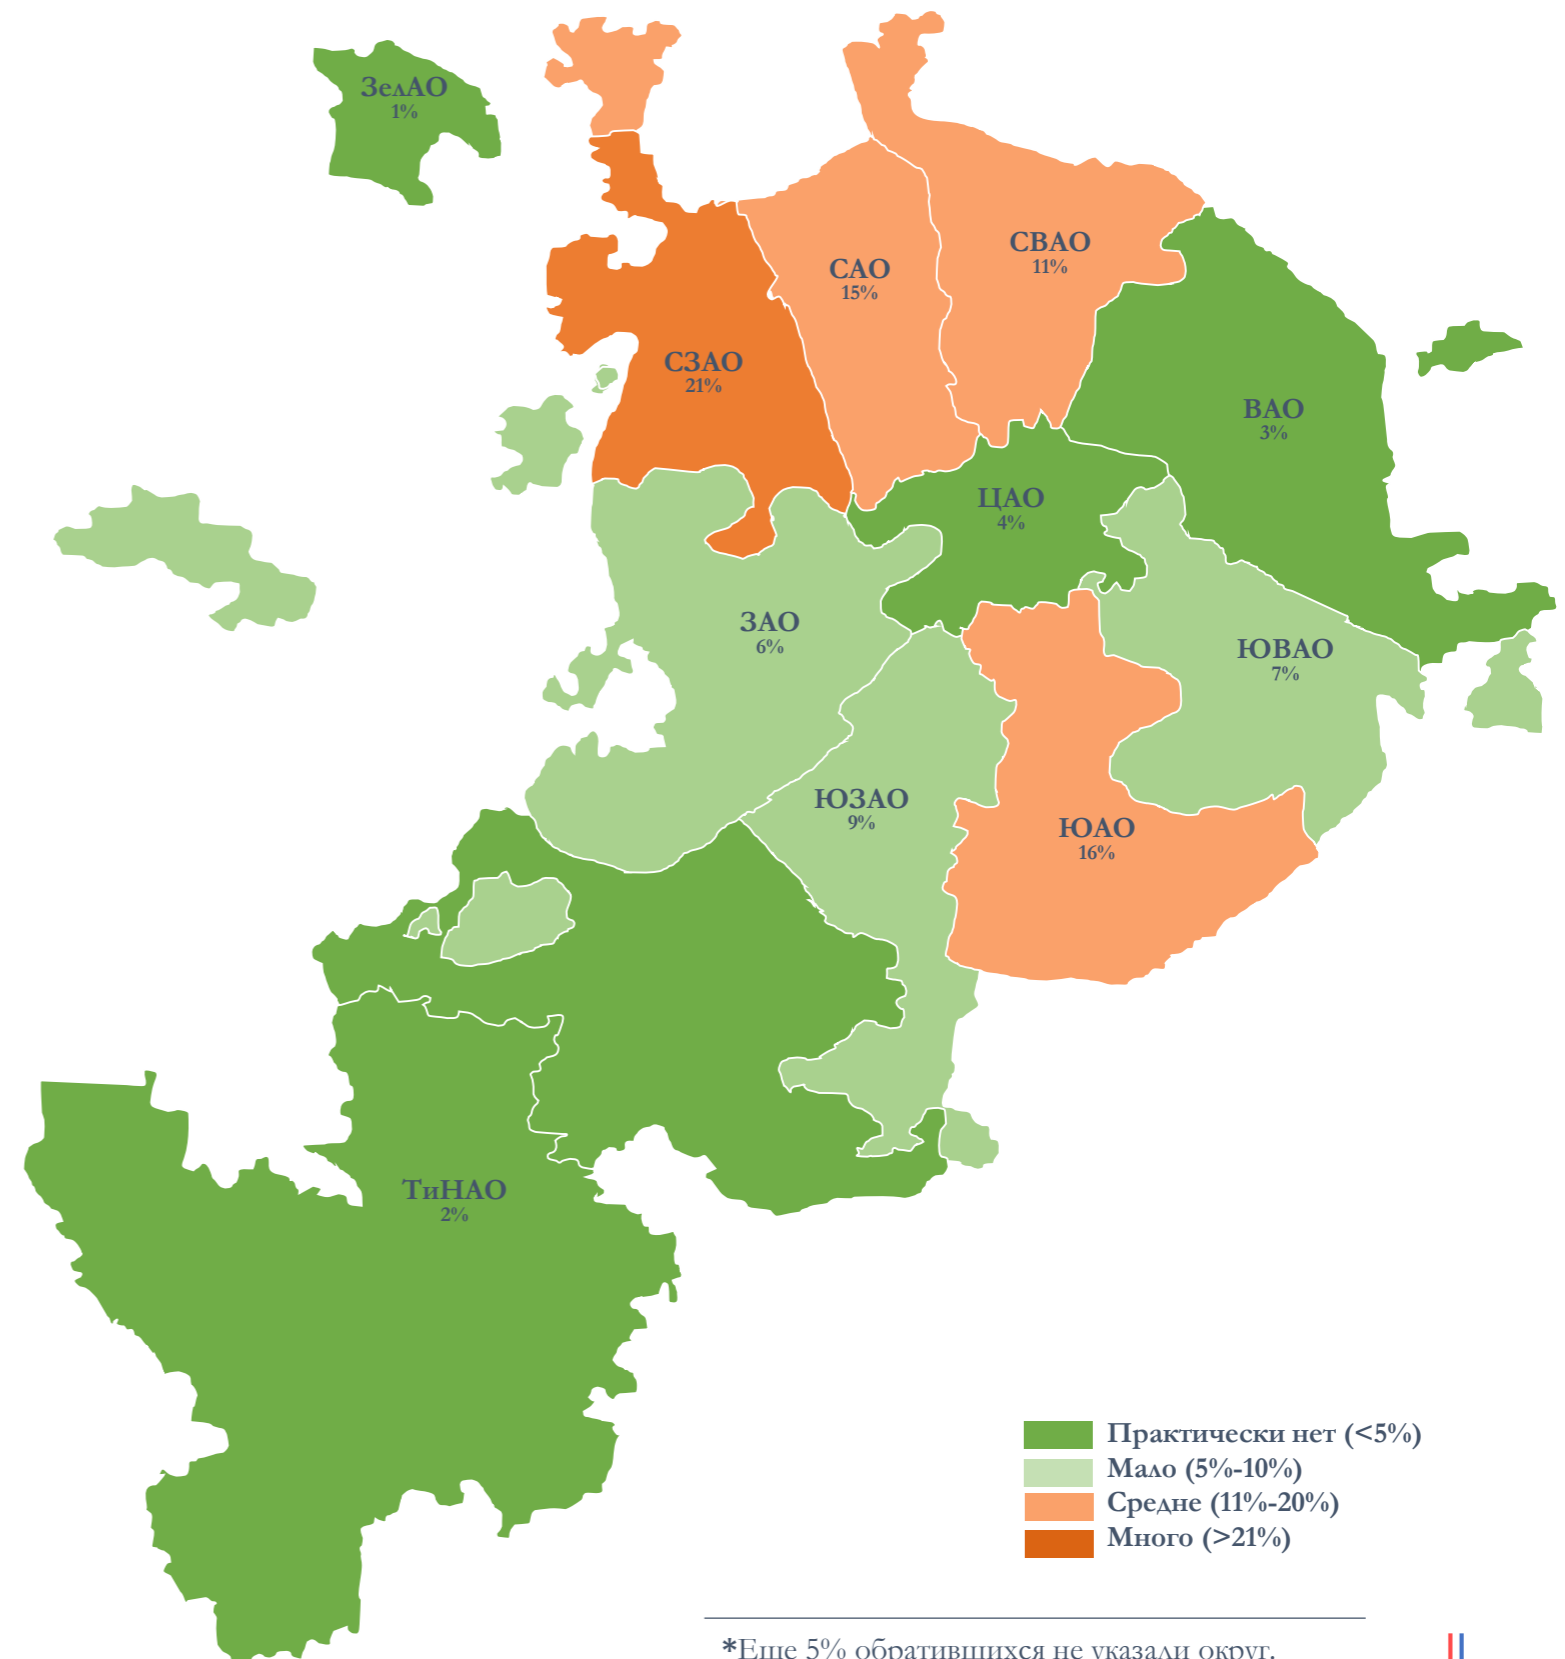 ЗелАО
1%
СВАО
11%
САО
15%
СЗАО
21%
ВАО
3%
ЦАО
4%
ЗАО
6%
ЮВАО
7%
ЮЗАО
9%
ЮАО
16%
ТиНАО
2%
Практически нет (<5%)
Мало (5%-10%)
Средне (11%-20%)
Много (>21%)
*Еще 5% обратившихся не указали округ.